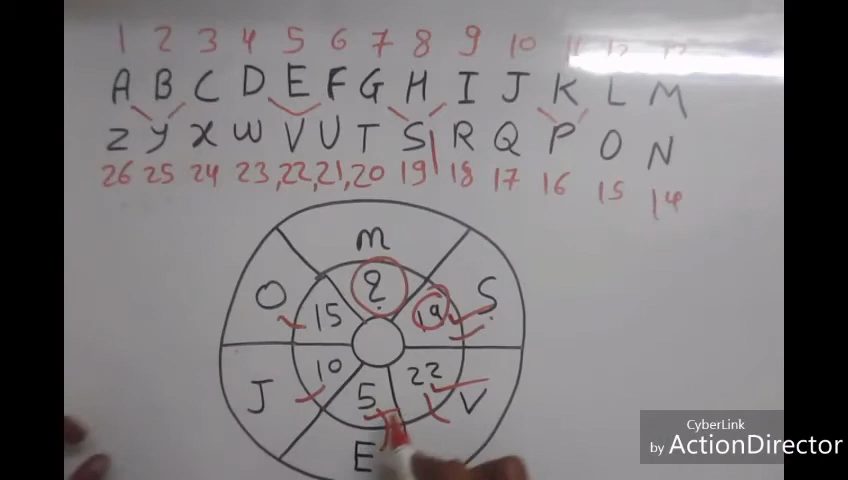 1 2 3 4 5 6 7 8 9 10 11
A B C D E F G H I J K L M
Z Y X W V U T S R Q P O N
26 25 24 23, 22, 21, 20 19 18 17 16 15 14
M
O ? S
15 19
10 22
J 5 V
E
CyberLink
by ActionDirector